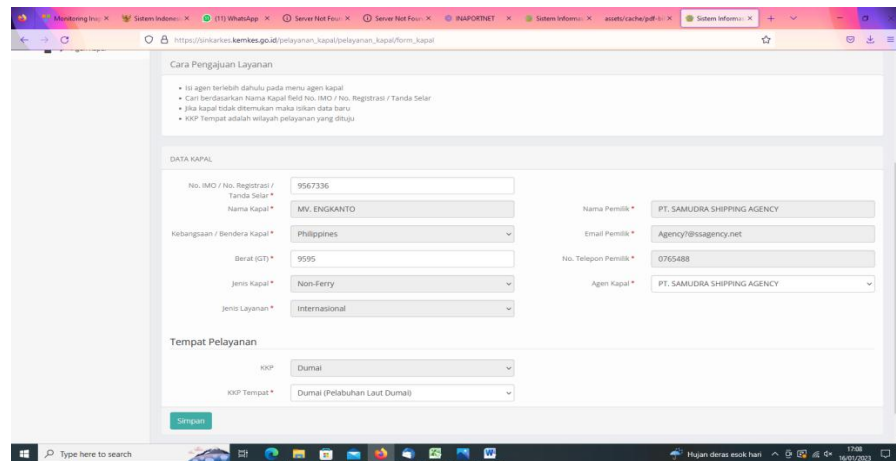 Monitoring Inap
Sistem Indones
(11) WhatsApp
Server Not Foun
Server Not Foun
INAPORTNET
Sistem Informas
assets/cache/pdf-b
Sistem Informas
https://sinkarkes.kemkes.go.id/pelayanan_kapal/pelayanan_kapal/form_kapal
Cara Pengajuan Layanan
Isi agen terlebih dahulu pada menu agen kapal
Cari berdasarkan Nama Kapal field No. IMO / No. Registrasi / Tanda Selar
Jika kapal tidak ditemukan maka isikan data baru
KKP Tempat adalah wilayah pelayanan yang dituju
DATA KAPAL
No. IMO / No. Registrasi / Tanda Selar * 9567336
Nama Kapal * MV. ENGKANTO Nama Pemilik * PT. SAMUDRA SHIPPING AGENCY
Kebangsaan / Bendera Kapal * Philippines Email Pemilik * Agency?@ssagency.net
Berat (GT) * 9595 No. Telepon Pemilik * 0765488
Jenis Kapal * Non-Ferry Agen Kapal * PT. SAMUDRA SHIPPING AGENCY
Jenis Layanan * Internasional
Tempat Pelayanan
KKP Dumai
KKP Tempat * Dumai (Pelabuhan Laut Dumai)
Simpan
Type here to search
Hujan deras esok hari
17:08
16/01/2023